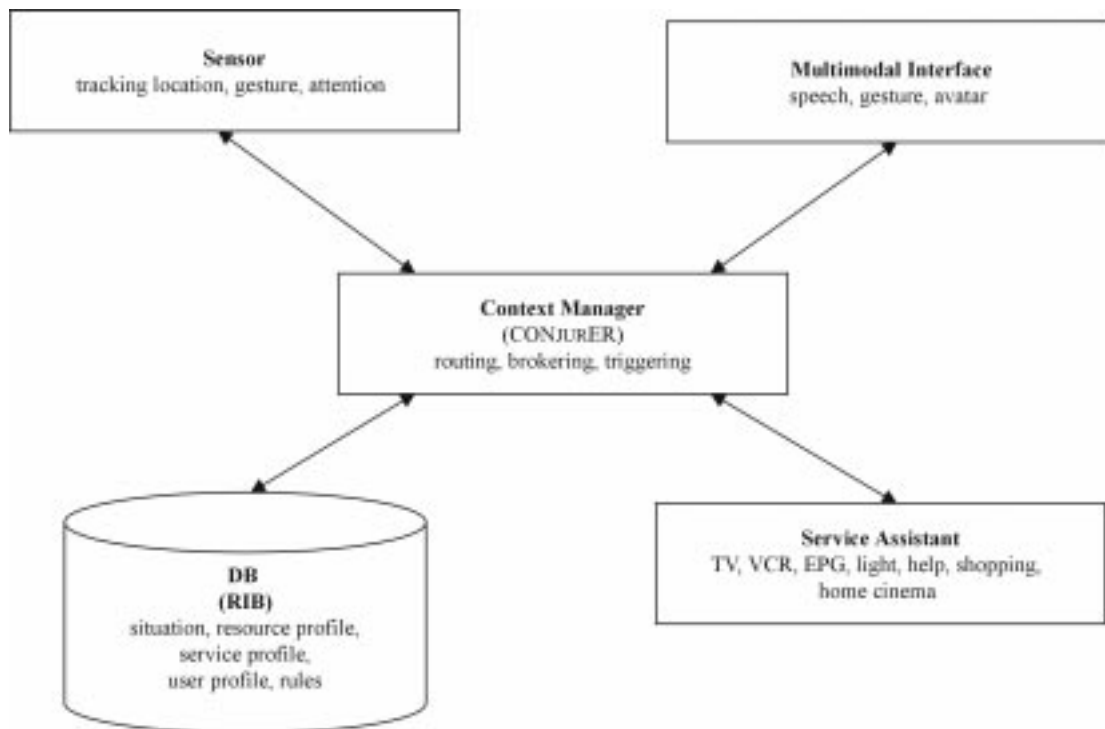 Sensor
tracking location, gesture, attention
Multimodal Interface
speech, gesture, avatar
Context Manager
(CONJURER)
routing, brokering, triggering
DB
(RIB)
situation, resource profile,
service profile,
user profile, rules
Service Assistant
TV, VCR, EPG, light, help, shopping,
home cinema